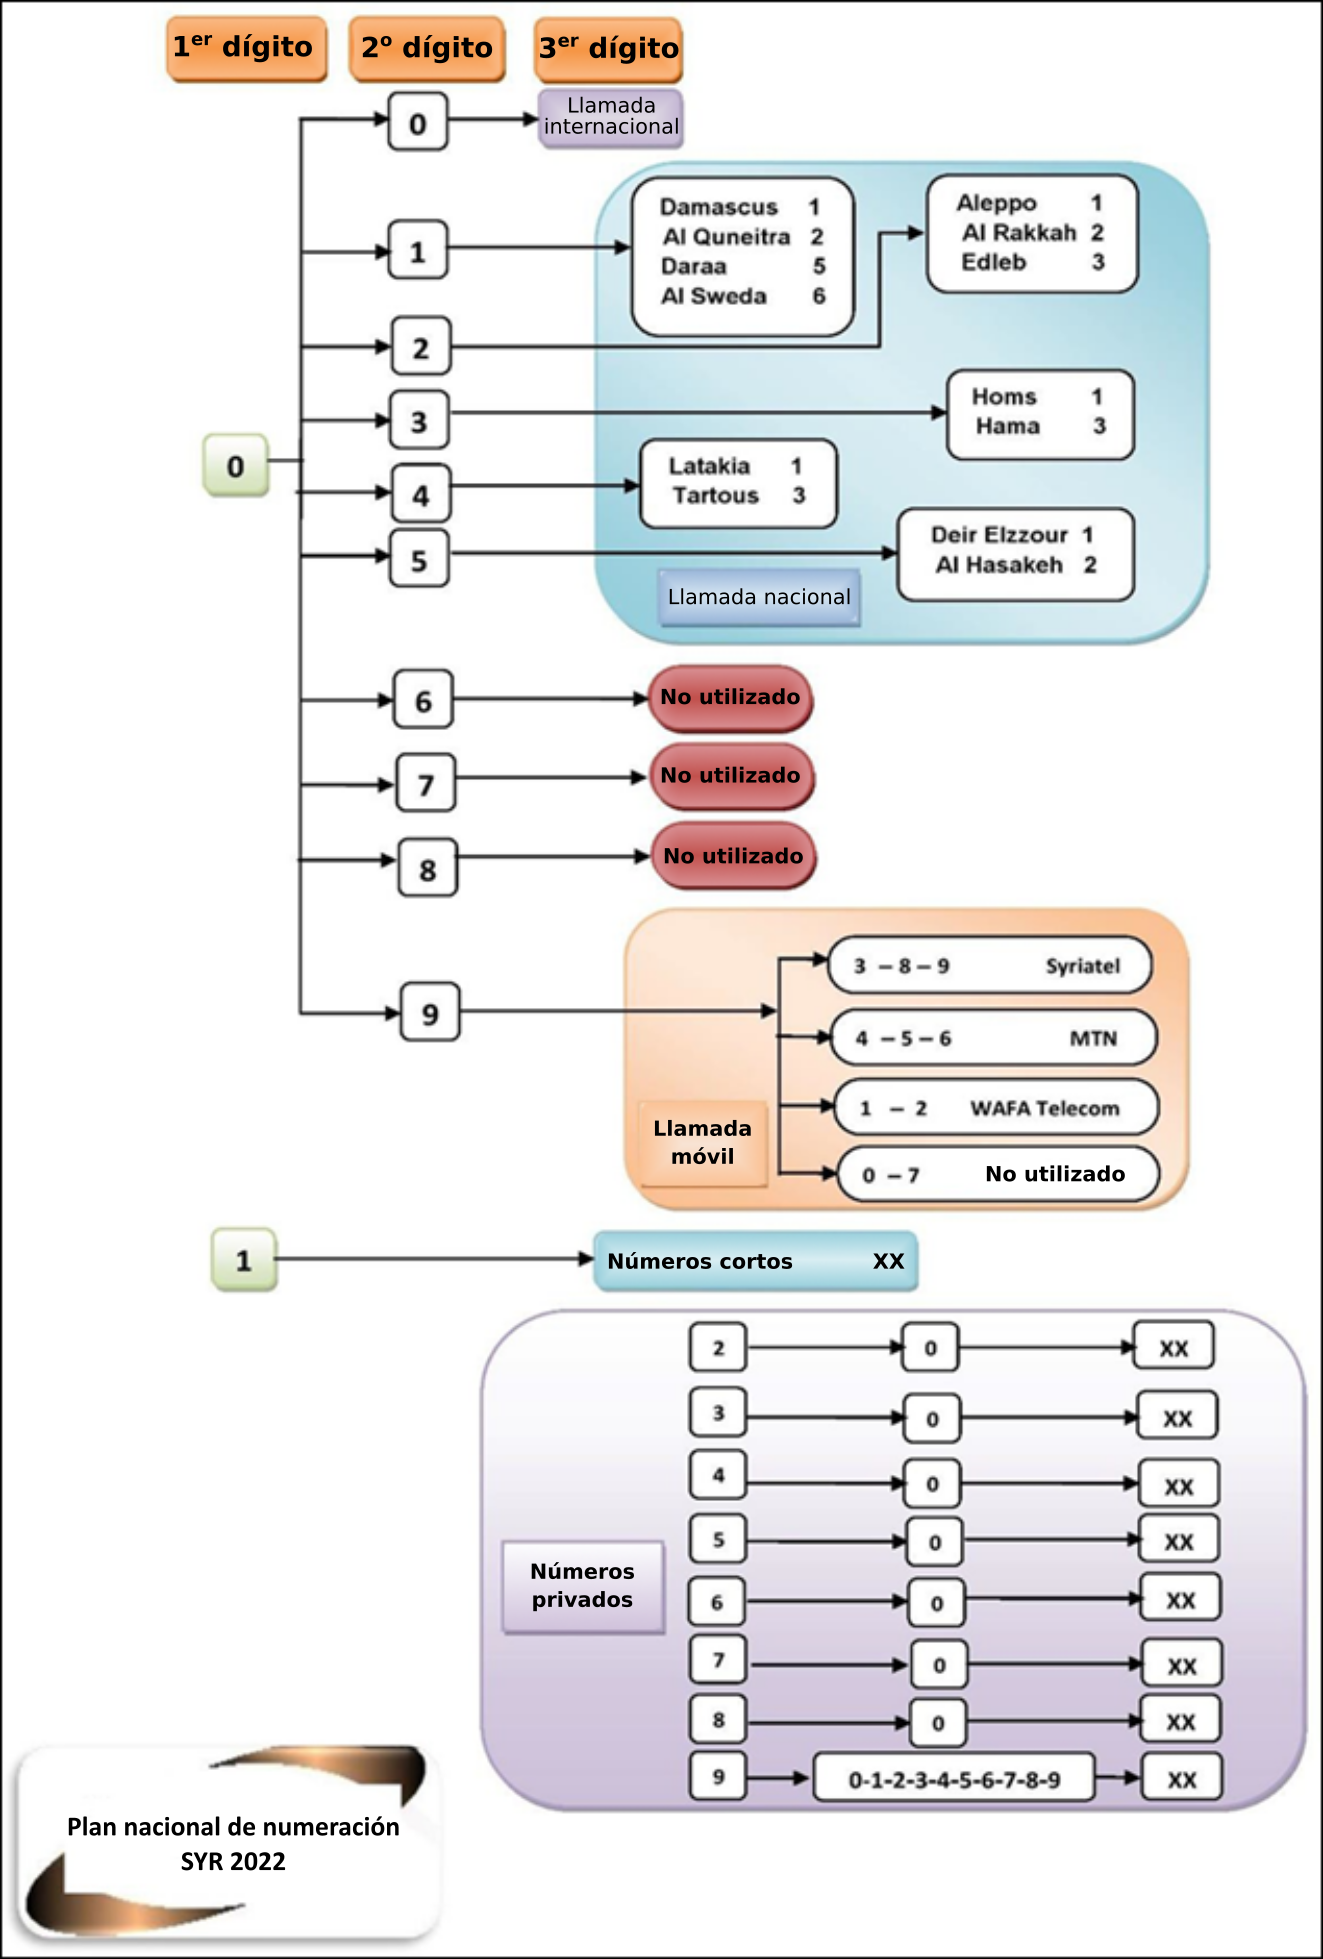 1er dígito
2º dígito
3er dígito
0
Llamada
internacional
1
Damascus 1
Al Quneitra 2
Daraa 5
Al Sweda 6
Aleppo 1
Al Rakkah 2
Edleb 3
2
3
Homs 1
Hama 3
0
4
Latakia 1
Tartous 3
5
Deir Elzzour 1
Al Hasakeh 2
Llamada nacional
6
No utilizado
7
No utilizado
8
No utilizado
9
3 – 8 – 9 Syriatel
4 – 5 – 6 MTN
1 – 2 WAFA Telecom
0 – 7 No utilizado
Llamada
móvil
1
Números cortos XX
2 0 XX
3 0 XX
4 0 XX
5 0 XX
6 0 XX
7 0 XX
8 0 XX
9 0-1-2-3-4-5-6-7-8-9 XX
Números
privados
Plan nacional de numeración
SYR 2022